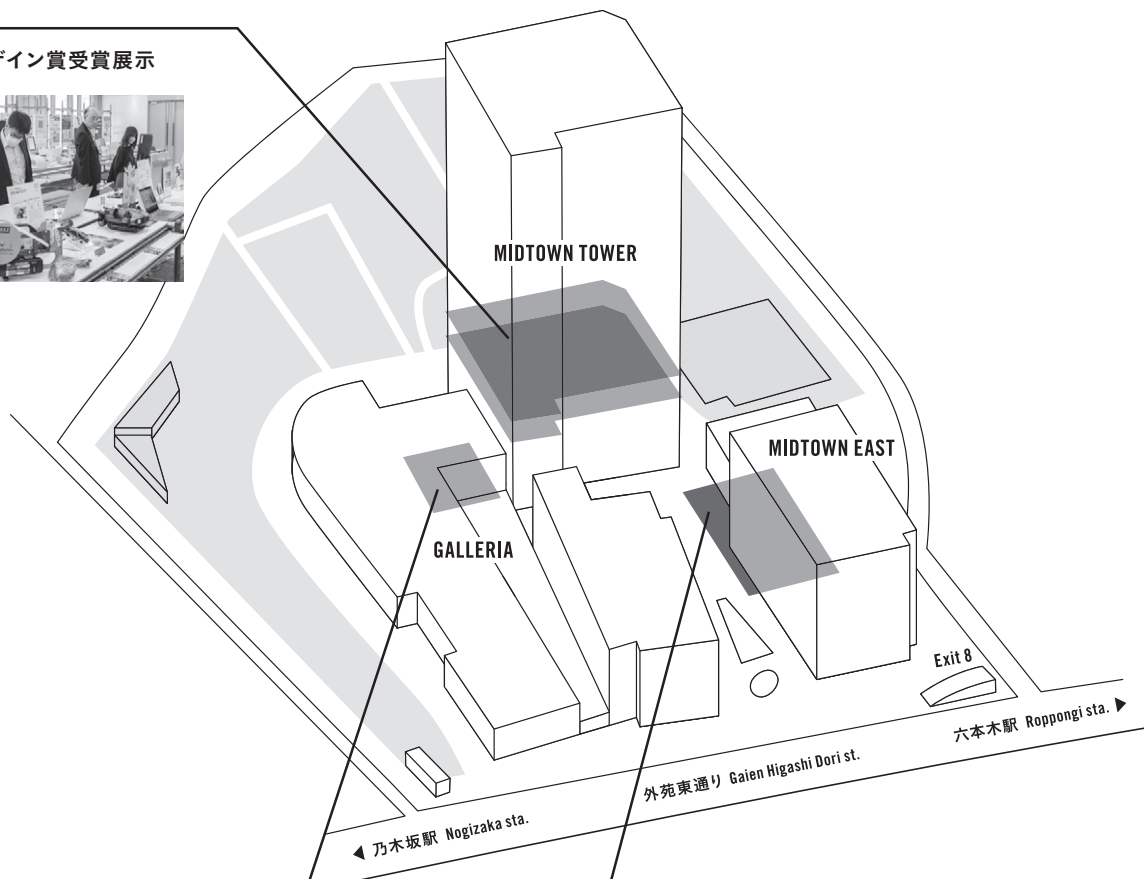 ザイン賞受賞展示
MIDTOWN TOWER
MIDTOWN EAST
GALLERIA
Exit 8
六本木駅 Roppongi sta. ▶
外苑東通り Gaien Higashi Dori st.
◀ 乃木坂駅 Nogizaka sta.